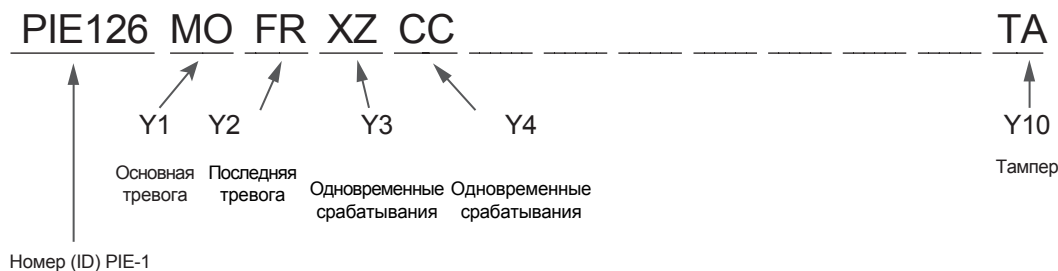 PIE126 MO FR XZ CC TA
Y1 Y2 Y3 Y4 Y10
Основная тревога
Последняя тревога
Одновременные срабатывания
Одновременные срабатывания
Тампер
Номер (ID) PIE-1